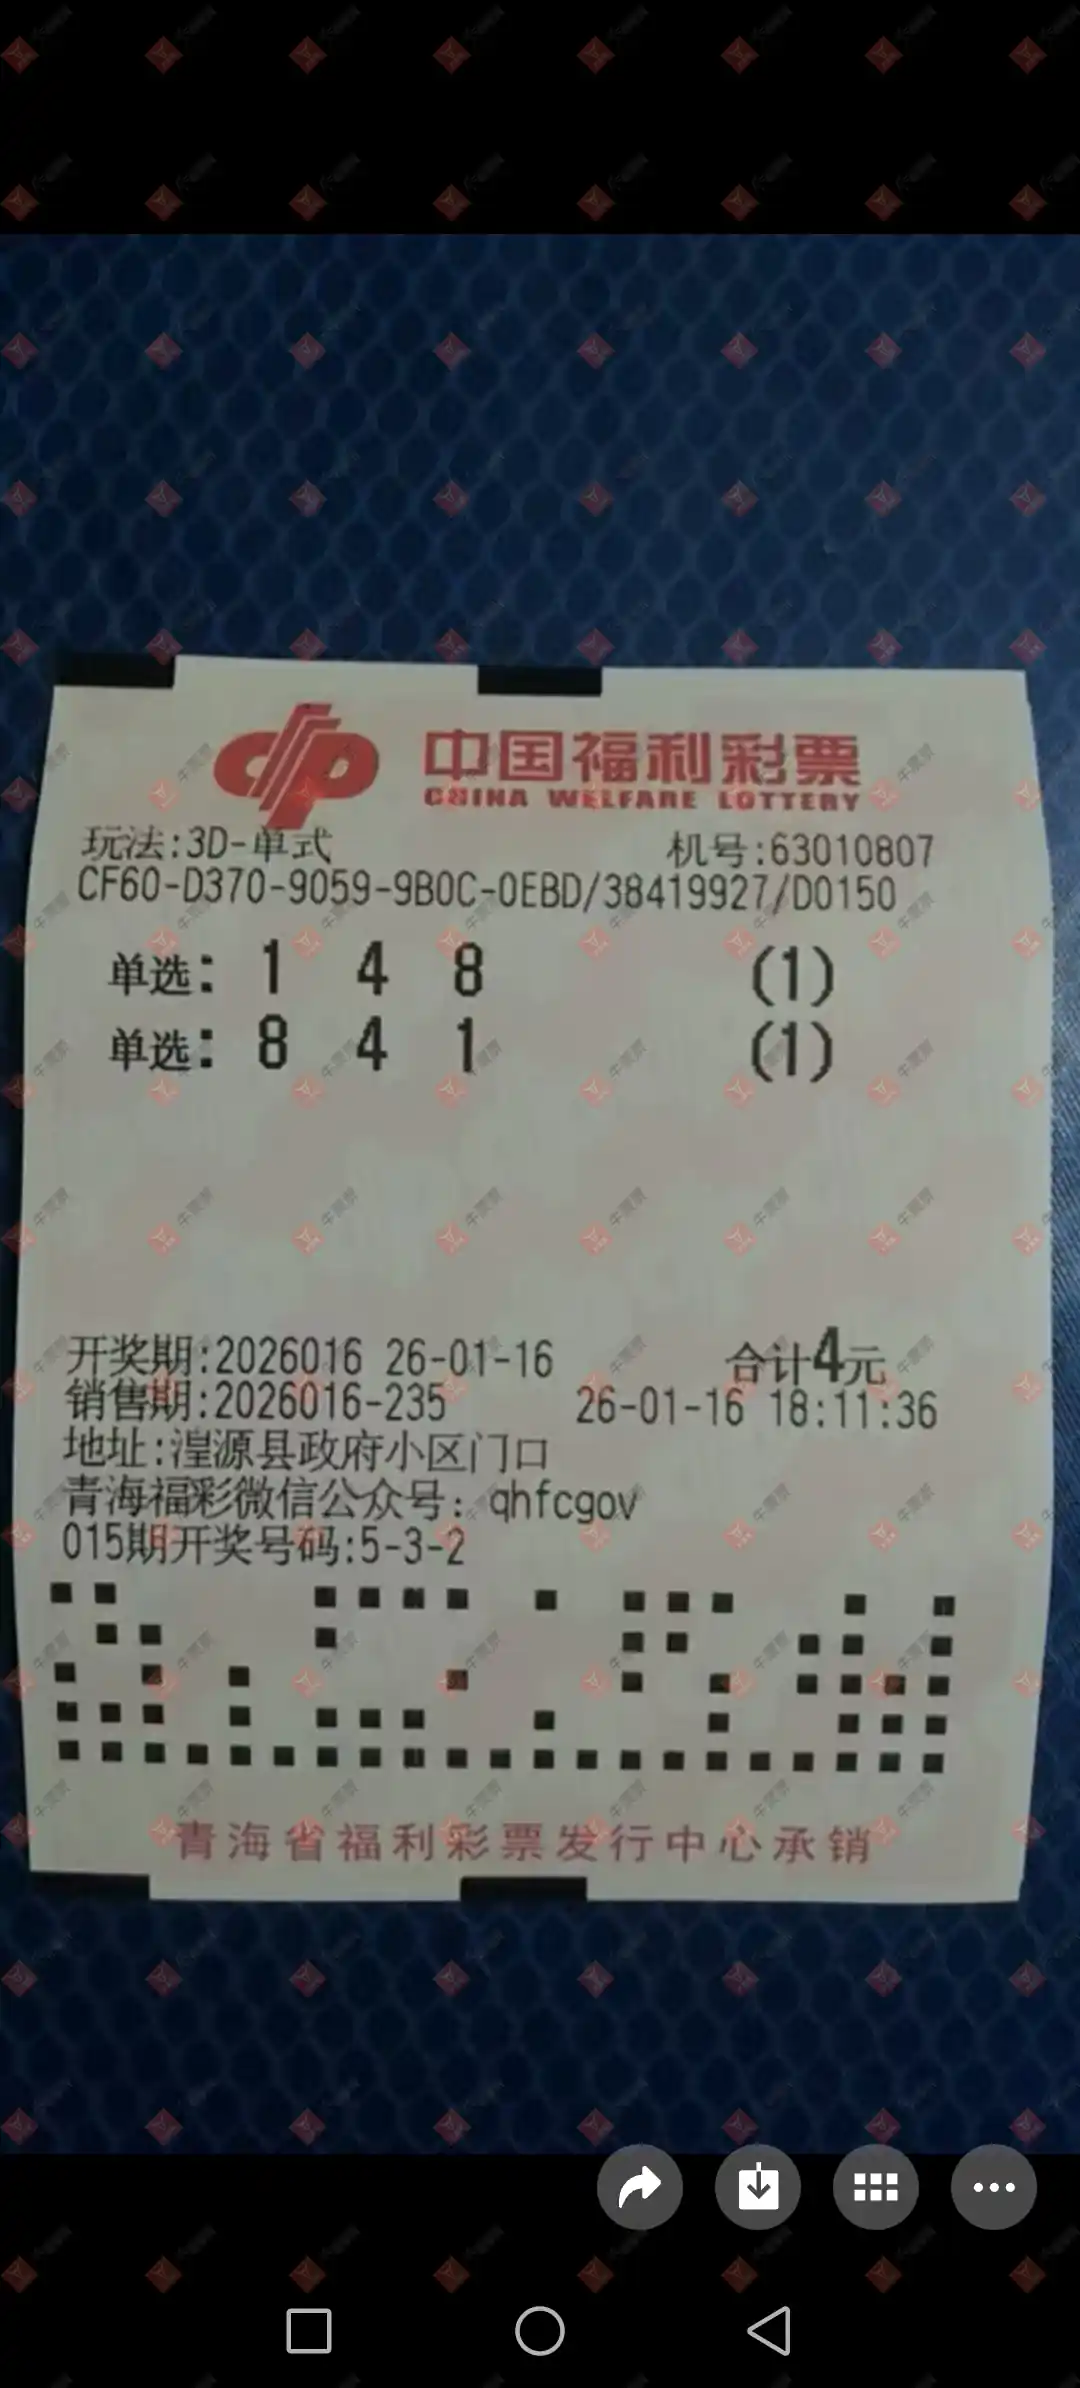 中国福利彩票
CHINA WELFARE LOTTERY
玩法:3D-单式 机号:63010807
CF60-D370-9059-9B0C-0EBD/38419927/D0150
单选: 1 4 8 (1)
单选: 8 4 1 (1)
开奖期:2026016 26-01-16 合计4元
销售期:2026016-235 26-01-16 18:11:36
地址:湟源县政府小区门口
青海福彩微信公众号: qhfcgov
015期开奖号码:5-3-2
青海省福利彩票发行中心承销